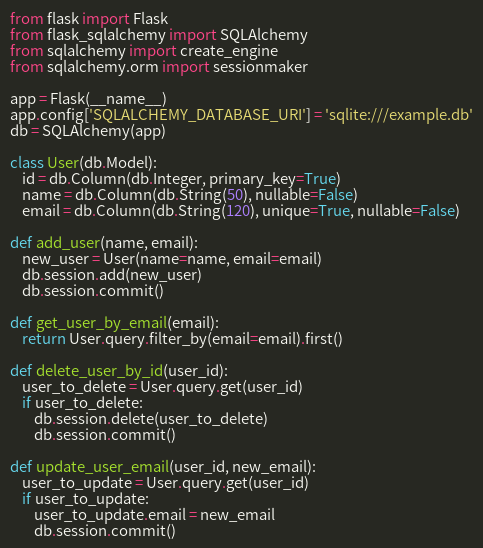 from flask import Flask
from flask_sqlalchemy import SQLAlchemy
from sqlalchemy import create_engine
from sqlalchemy.orm import sessionmaker

app = Flask(__name__)
app.config['SQLALCHEMY_DATABASE_URI'] = 'sqlite:///example.db'
db = SQLAlchemy(app)

class User(db.Model):
    id = db.Column(db.Integer, primary_key=True)
    name = db.Column(db.String(50), nullable=False)
    email = db.Column(db.String(120), unique=True, nullable=False)

def add_user(name, email):
    new_user = User(name=name, email=email)
    db.session.add(new_user)
    db.session.commit()

def get_user_by_email(email):
    return User.query.filter_by(email=email).first()

def delete_user_by_id(user_id):
    user_to_delete = User.query.get(user_id)
    if user_to_delete:
        db.session.delete(user_to_delete)
        db.session.commit()

def update_user_email(user_id, new_email):
    user_to_update = User.query.get(user_id)
    if user_to_update:
        user_to_update.email = new_email
        db.session.commit()